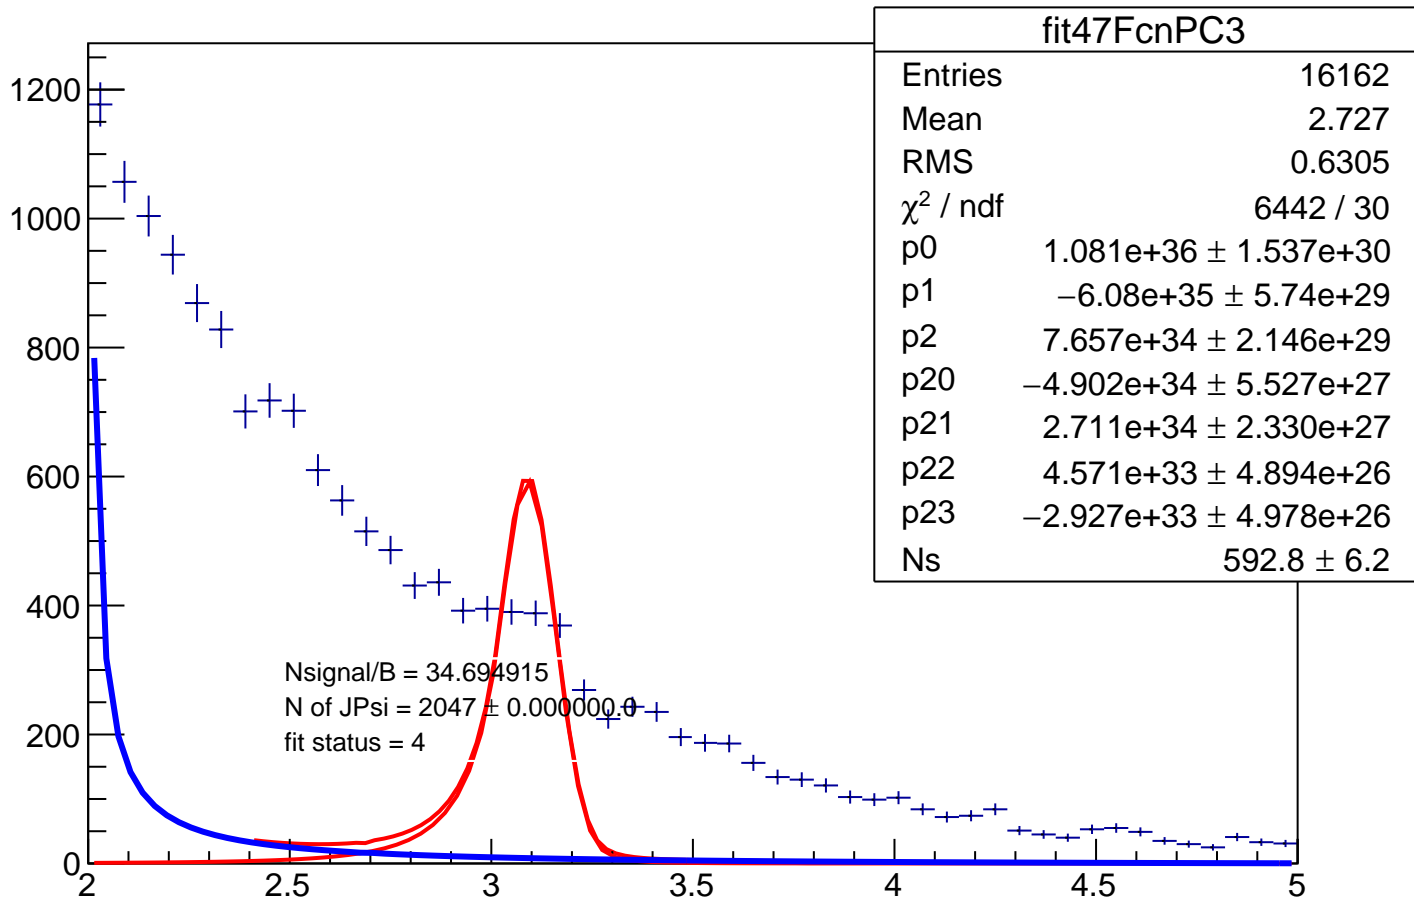 fit47FcnPC3
Entries 16162
Mean 2.727
RMS 0.6305
χ² / ndf 6442 / 30
p0 1.081e+36 ± 1.537e+30
p1 −6.08e+35 ± 5.74e+29
p2 7.657e+34 ± 2.146e+29
p20 −4.902e+34 ± 5.527e+27
p21 2.711e+34 ± 2.330e+27
p22 4.571e+33 ± 4.894e+26
p23 −2.927e+33 ± 4.978e+26
Ns 592.8 ± 6.2
1200
1000
800
600
400
200
0
Nsignal/B = 34.694915
N of JPsi = 2047 ± 0.000000.0
fit status = 4
2 2.5 3 3.5 4 4.5 5